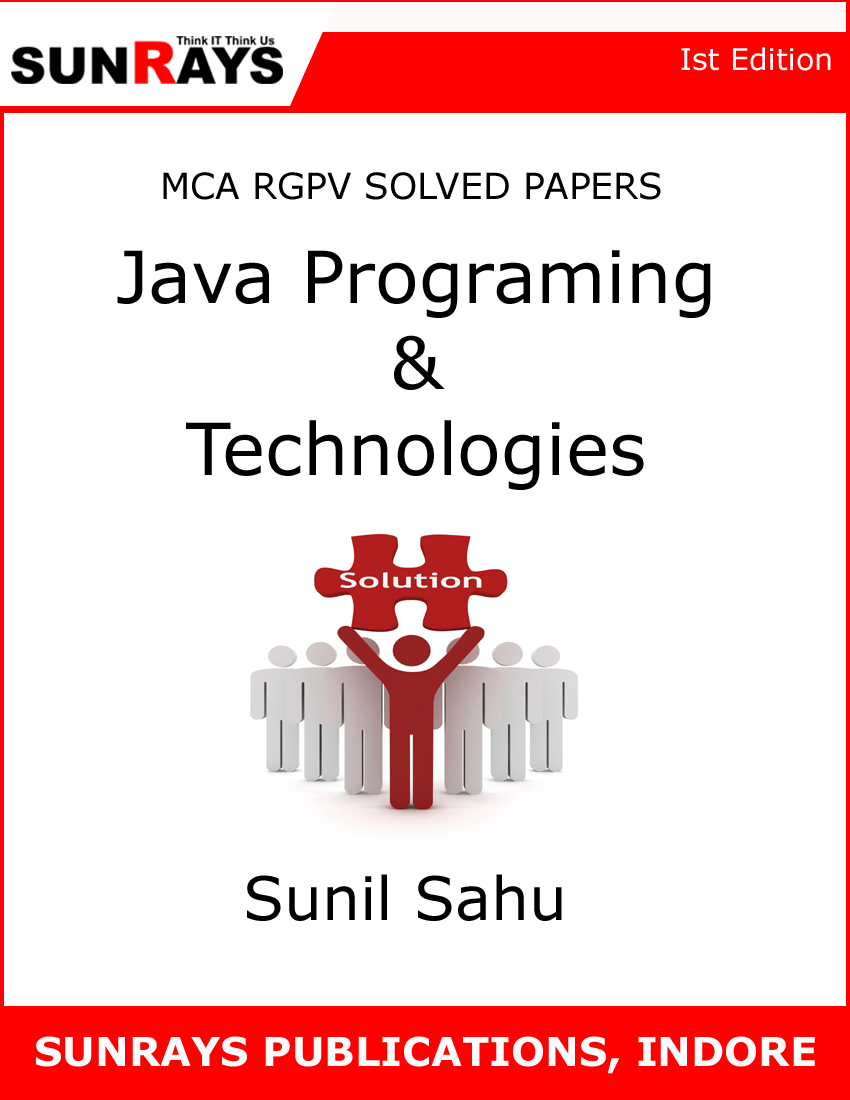 Think IT Think Us
SUNRAYS
Ist Edition
MCA RGPV SOLVED PAPERS
Java Programing
&
Technologies
Solution
Sunil Sahu
SUNRAYS PUBLICATIONS, INDORE